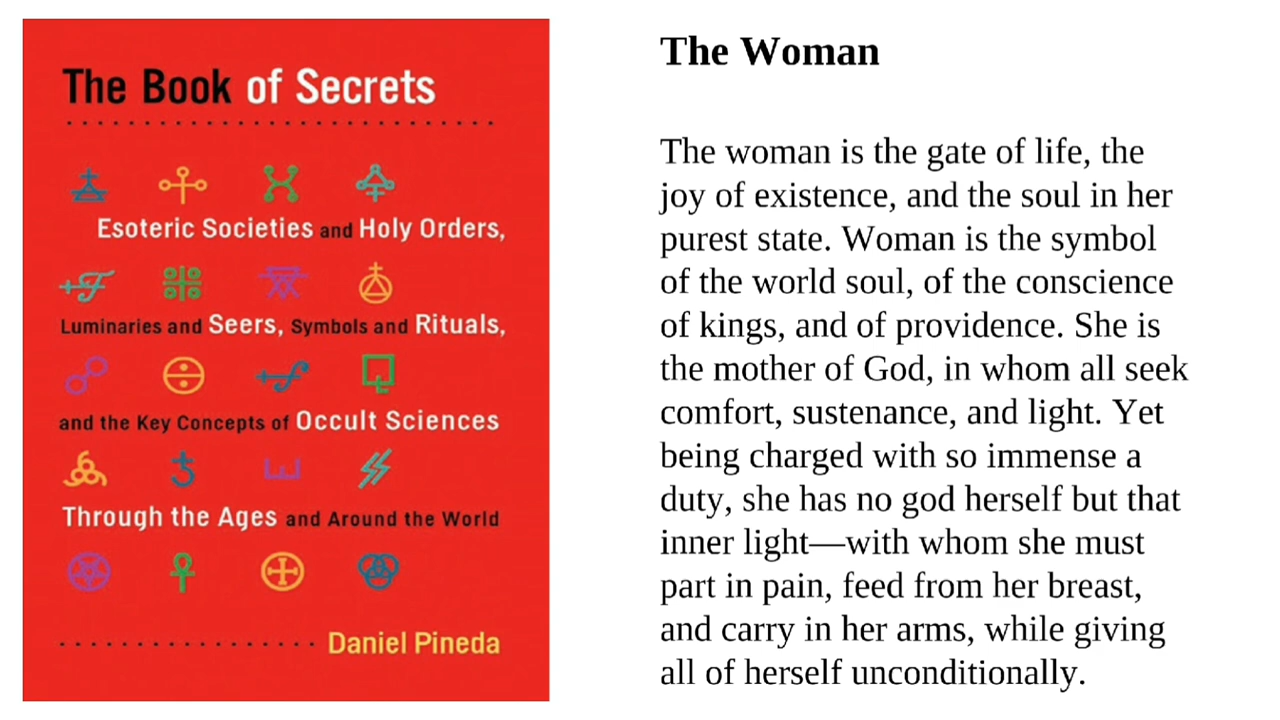 The Book of Secrets
Esoteric Societies and Holy Orders,
Luminaries and Seers, Symbols and Rituals,
and the Key Concepts of Occult Sciences
Through the Ages and Around the World
Daniel Pineda
The Woman
The woman is the gate of life, the
joy of existence, and the soul in her
purest state. Woman is the symbol
of the world soul, of the conscience
of kings, and of providence. She is
the mother of God, in whom all seek
comfort, sustenance, and light. Yet
being charged with so immense a
duty, she has no god herself but that
inner light—with whom she must
part in pain, feed from her breast,
and carry in her arms, while giving
all of herself unconditionally.